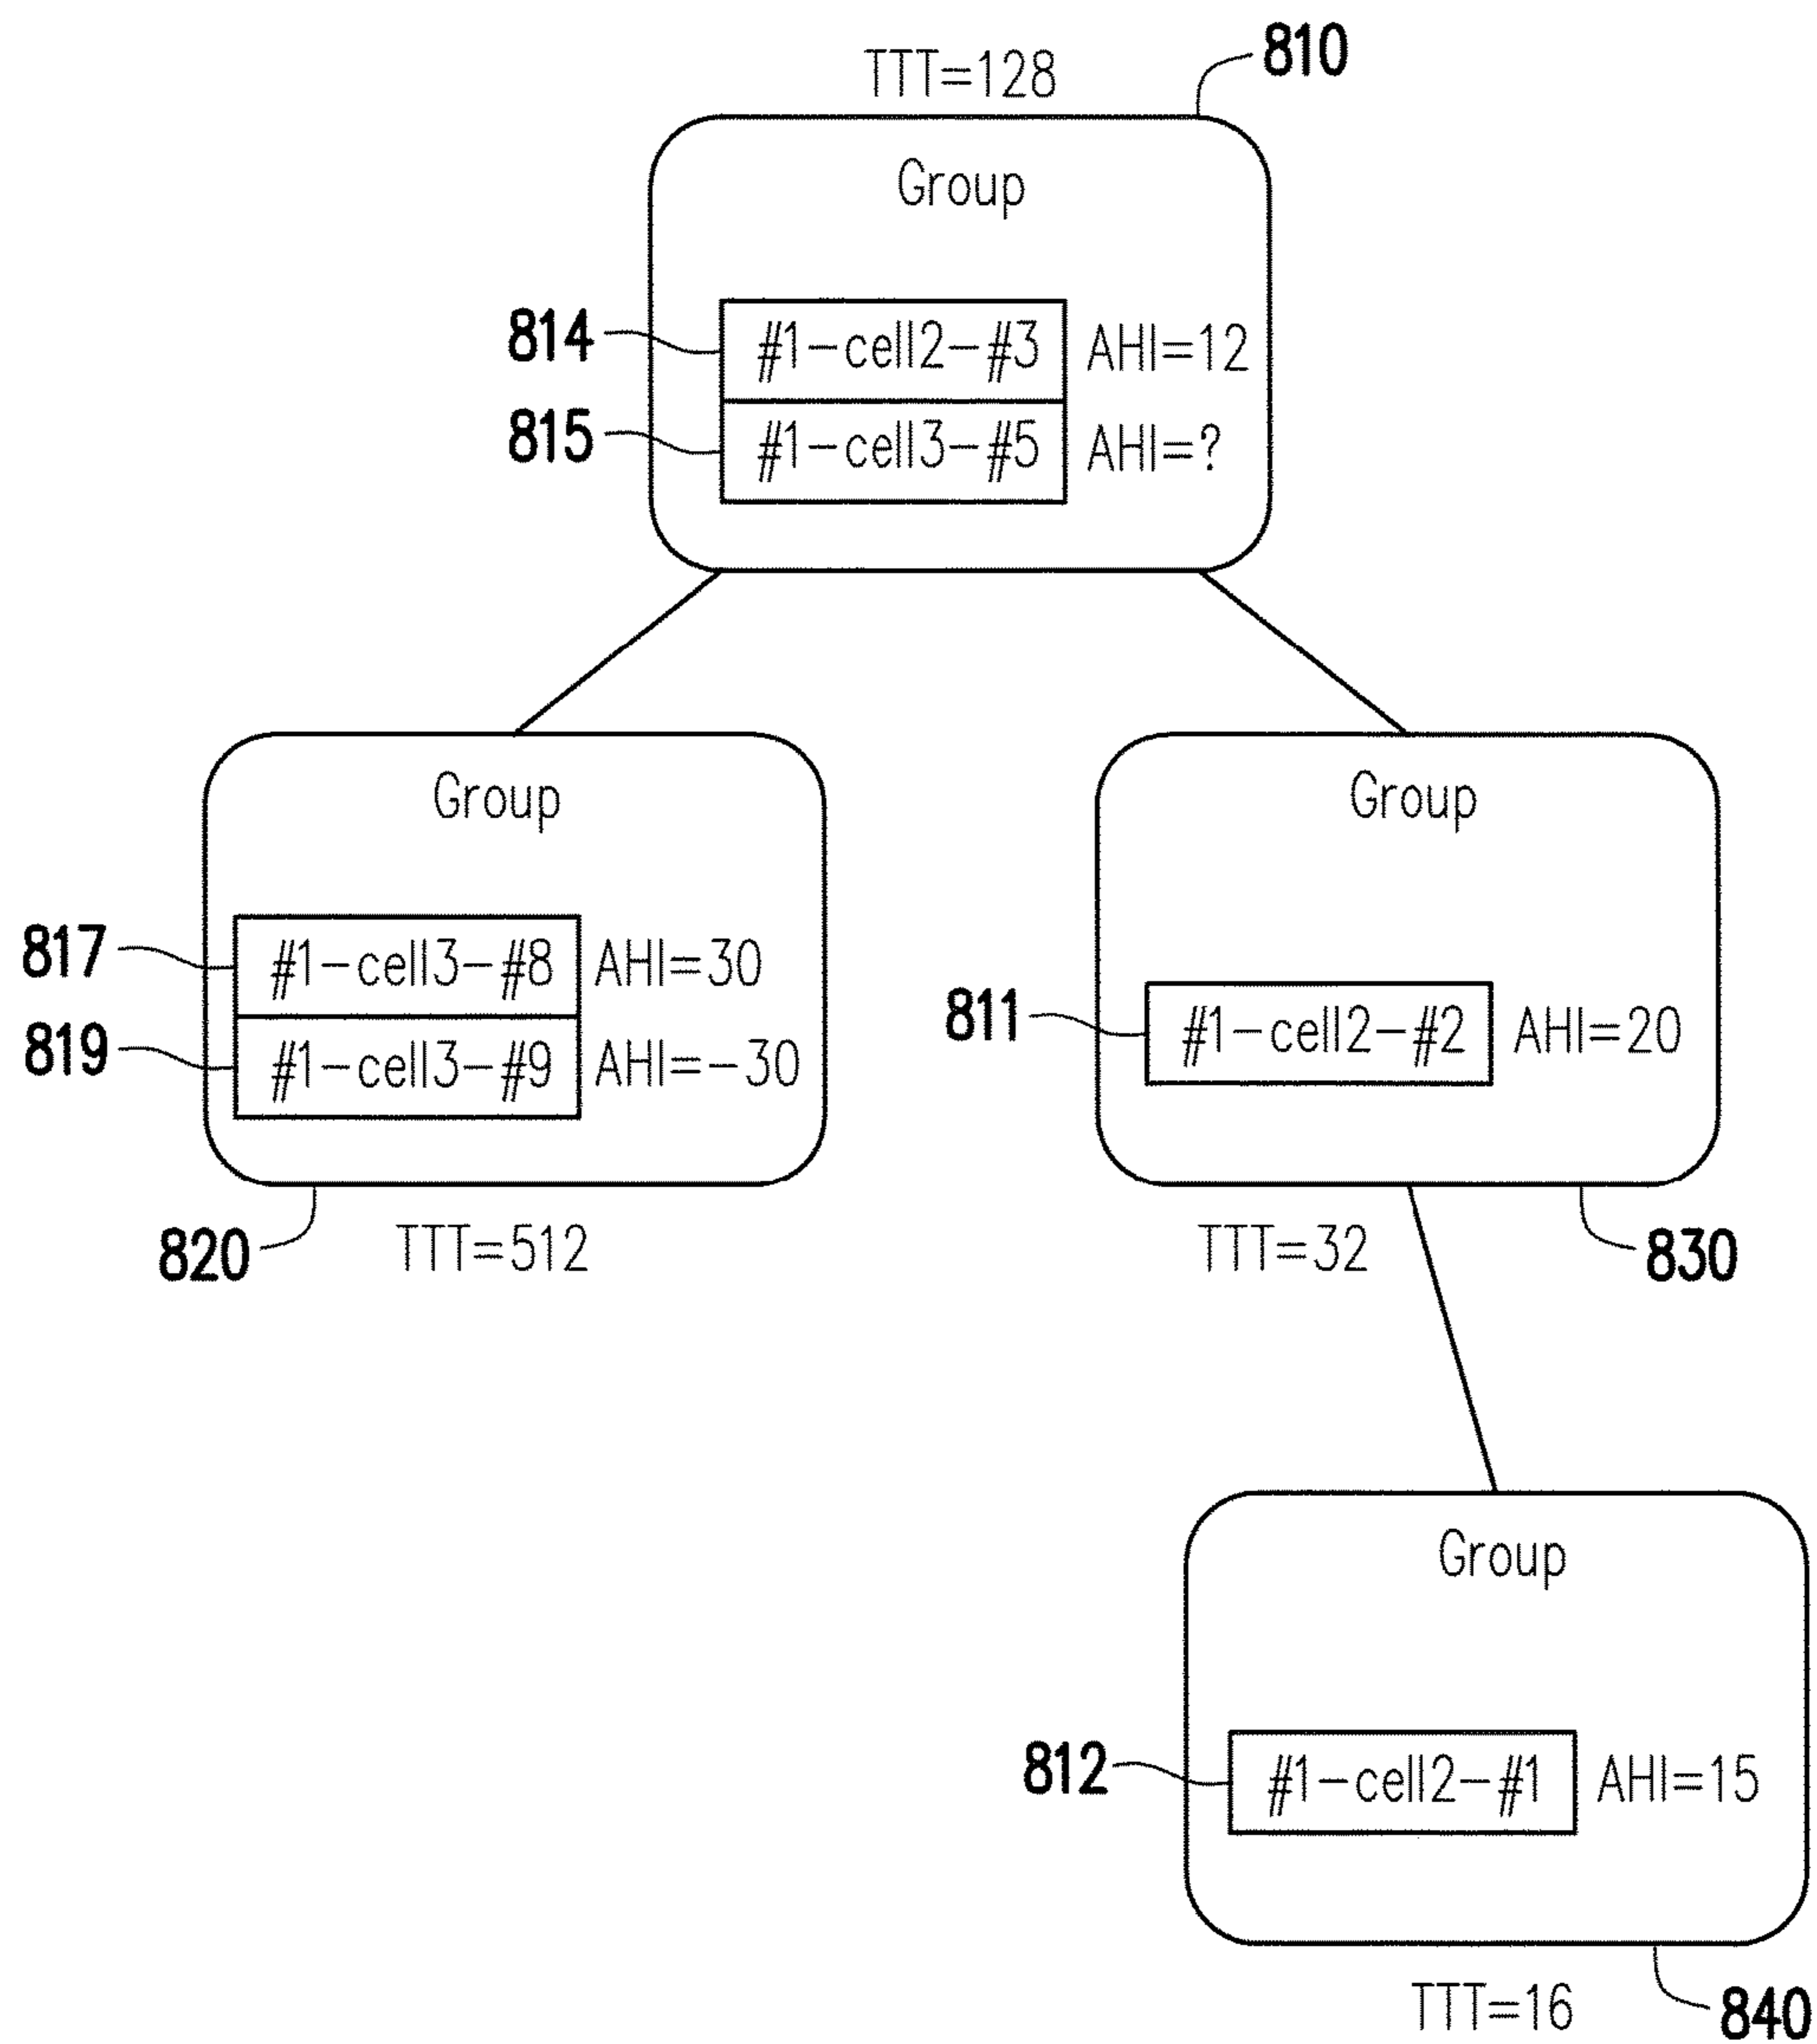 TTT=128
810
Group
814
#1-cell2-#3 AHI=12
815
#1-cell3-#5 AHI=?
Group
817
#1-cell3-#8 AHI=30
819
#1-cell3-#9 AHI=-30
820
TTT=512
Group
811
#1-cell2-#2 AHI=20
TTT=32
830
Group
812
#1-cell2-#1 AHI=15
TTT=16
840